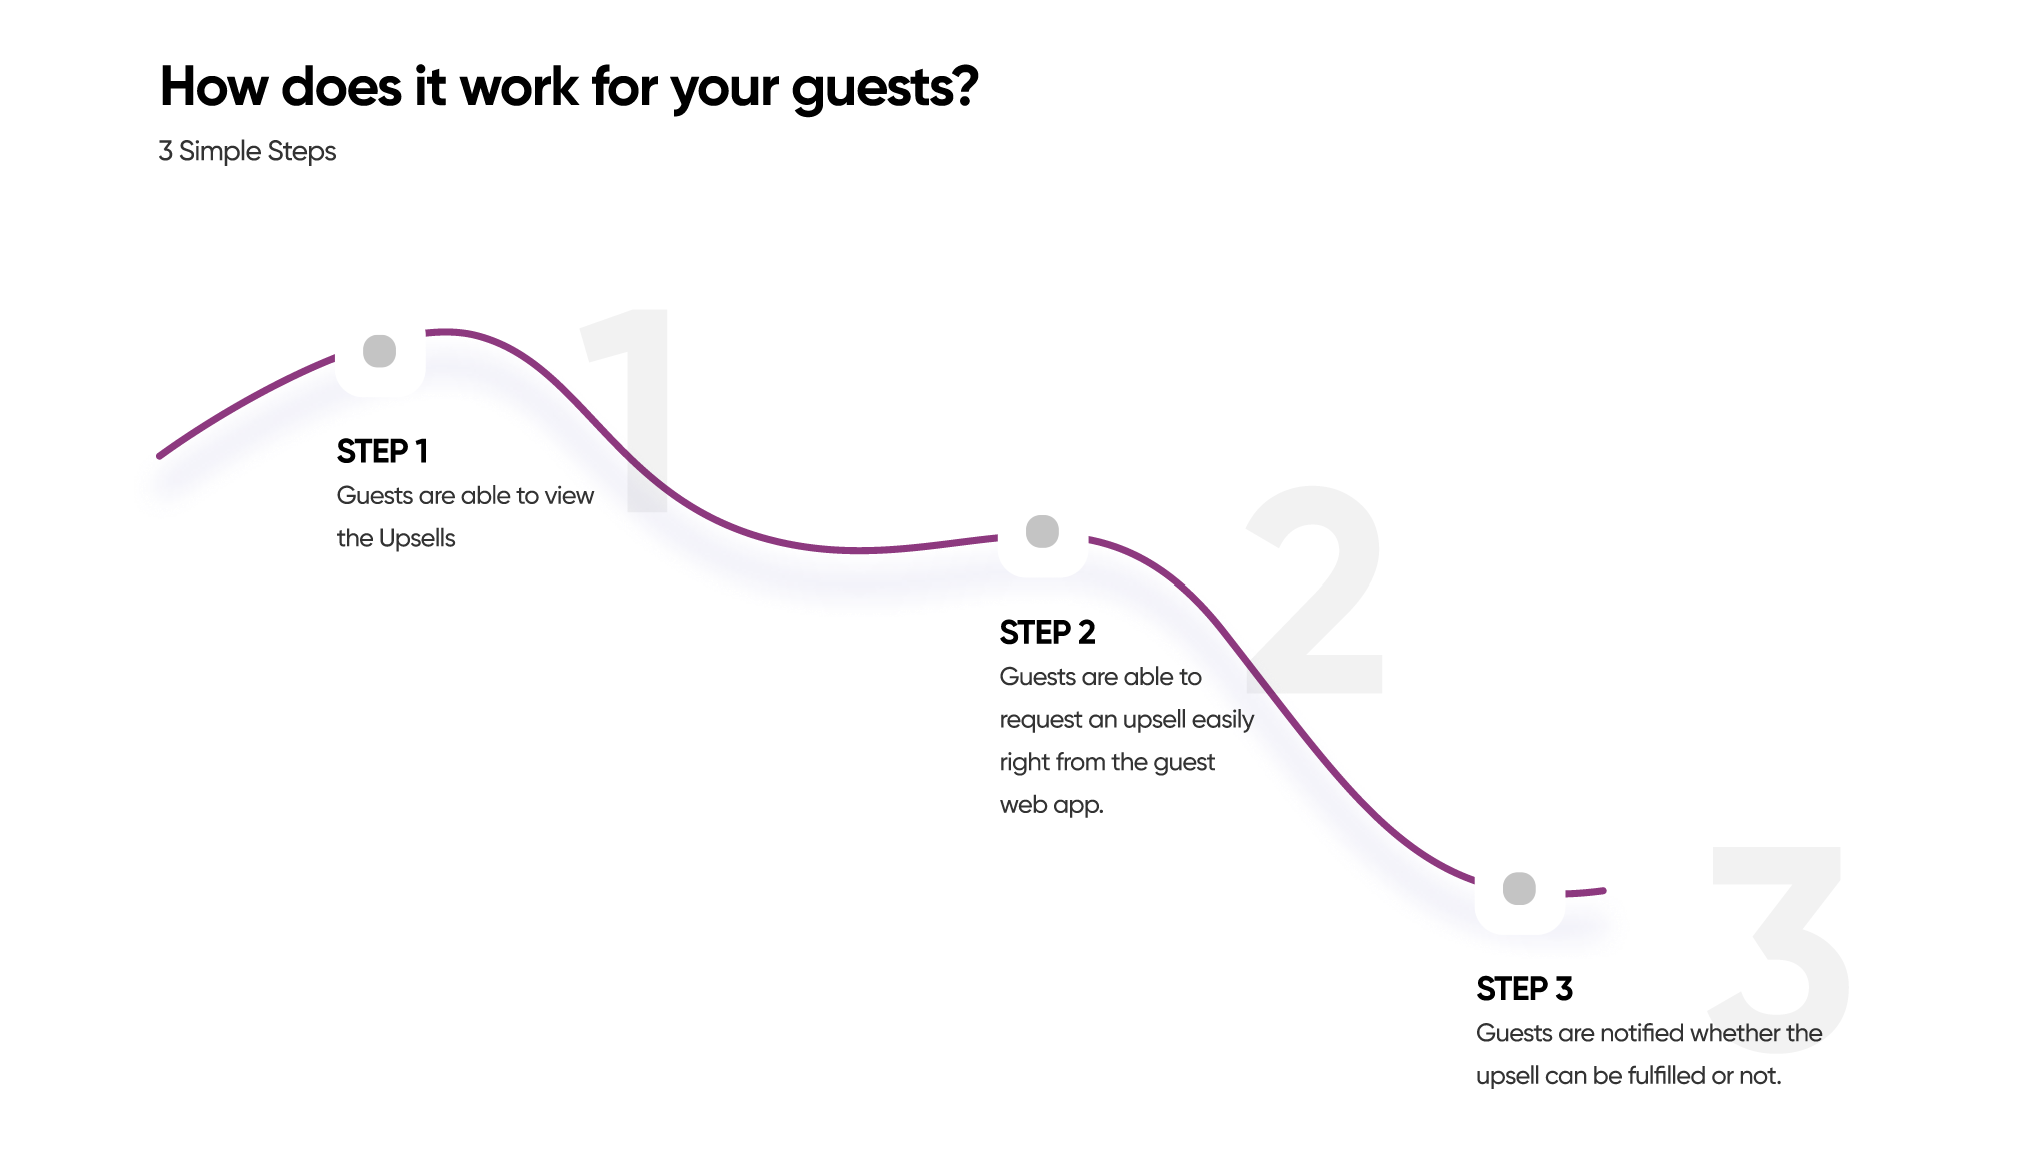 How does it work for your guests?
3 Simple Steps
1
STEP 1
Guests are able to view
the Upsells
2
STEP 2
Guests are able to
request an upsell easily
right from the guest
web app.
3
STEP 3
Guests are notified whether the
upsell can be fulfilled or not.